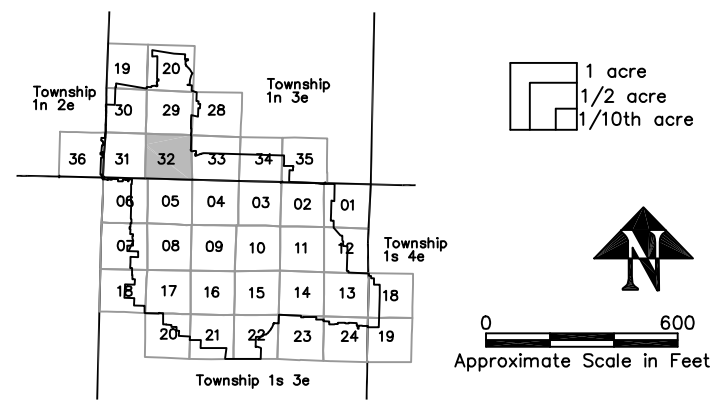 19 20
Township
1n 2e
Township
1n 3e
30 29 28
36 31 32 33 34 35
06 05 04 03 02 01
07 08 09 10 11 12
Township
1s 4e
18 17 16 15 14 13 18
20 21 22 23 24 19
Township 1s 3e
1 acre
1/2 acre
1/10th acre
N
0 600
Approximate Scale in Feet